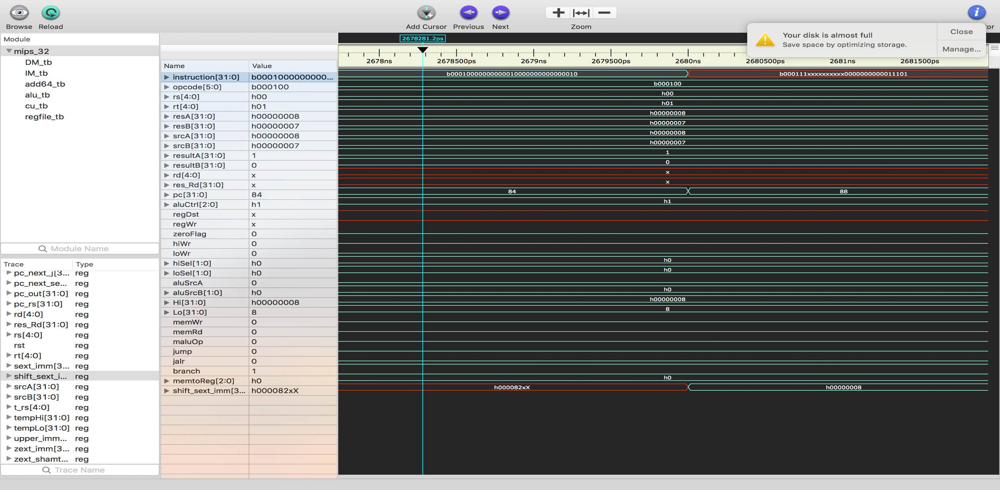 Browse Reload Add Cursor Previous Next Zoom tor
Your disk is almost full
Save space by optimizing storage.
Close
Manage...
Module
mips_32
DM_tb
IM_tb
add64_tb
alu_tb
cu_tb
regfile_tb
Module Name
Trace Type
pc_next_j[3... reg
pc_next_se... reg
pc_out[31:0] reg
pc_rs[31:0] reg
rd[4:0] reg
res_Rd[31:0] reg
rs[4:0] reg
rst reg
rt[4:0] reg
sext_imm[3... reg
shift_sext_i... reg
srcA[31:0] reg
srcB[31:0] reg
t_rs[4:0] reg
tempHi[31:0] reg
tempLo[31:0] reg
upper_imm... reg
zext_imm[3... reg
zext_shamt... reg
Trace Name
Name Value
instruction[31:0] b0001000000000...
opcode[5:0] b000100
rs[4:0] h00
rt[4:0] h01
resA[31:0] h00000008
resB[31:0] h00000007
srcA[31:0] h00000008
srcB[31:0] h00000007
resultA[31:0] 1
resultB[31:0] 0
rd[4:0] x
res_Rd[31:0] x
pc[31:0] 84
aluCtrl[2:0] h1
regDst x
regWr x
zeroFlag 0
hiWr 0
loWr 0
hiSel[1:0] h0
loSel[1:0] h0
aluSrcA 0
aluSrcB[1:0] h0
Hi[31:0] h00000008
Lo[31:0] 8
memWr 0
memRd 0
maluOp 0
jump 0
jalr 0
branch 1
memtoReg[2:0] h0
shift_sext_imm[3... h000082xX
2678281.2ps
2678ns 2678500ps 2679ns 2679500ps 2680ns 2680500ps 2681ns 2681500ps
b00010000000000010000000000000010 b000111xxxxxxxxxx0000000000011101
b000100
h00
h01
h00000008
h00000007
h00000008
h00000007
1
0
x
x
84 88
h1
h0
h0
h0
h00000008
8
h0
h000082xX h00000008